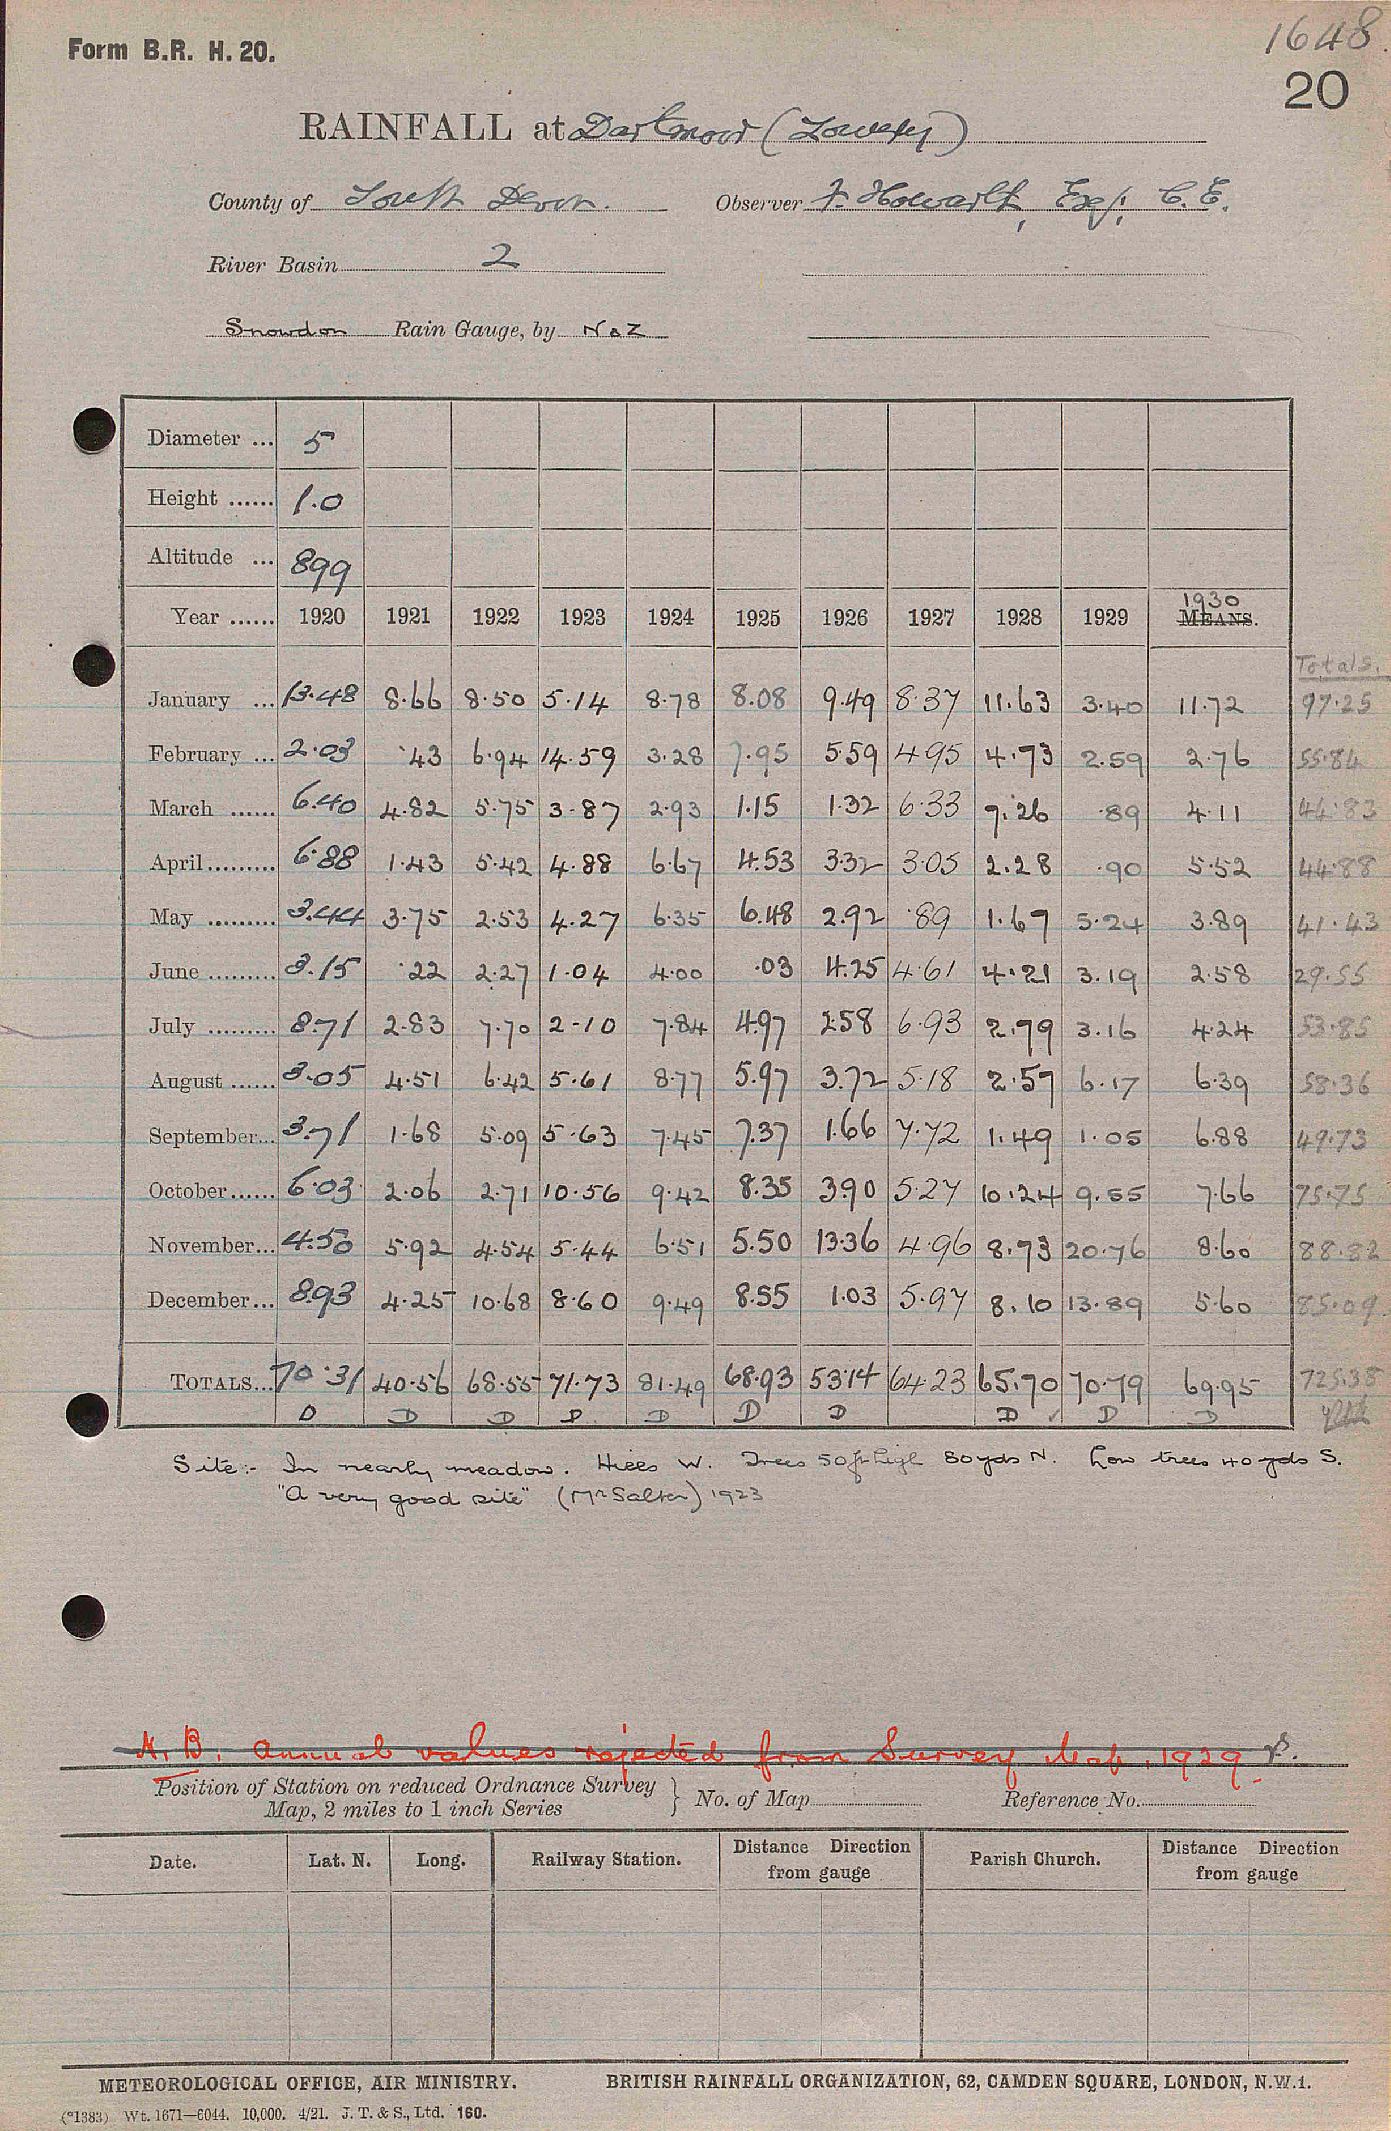 1648.
Form B.R. H. 20.
20
RAINFALL at Dartmoor (Lowery)
County of South Devon. Observer F. Howarth, Esq; C.E.
River Basin 2
Snowdon Rain Gauge, by N & Z
Diameter ... 5
Height ...... 1.0
Altitude ... 899
Year ...... 1920 1921 1922 1923 1924 1925 1926 1927 1928 1929 1930 MEANS.
Totals.
January ... 13.48 8.66 8.50 5.14 8.78 8.08 9.49 8.37 11.63 3.40 11.72 97.25
February ... 2.03 .43 6.94 14.59 3.28 7.95 5.59 4.95 4.73 2.59 2.76 55.84
March ...... 6.40 4.82 5.75 3.87 2.93 1.15 1.32 6.33 7.26 .89 4.11 44.83
April......... 6.88 1.43 5.42 4.88 6.67 4.53 3.32 3.05 2.28 .90 5.52 44.88
May ......... 3.44 3.75 2.53 4.27 6.35 6.48 2.92 .89 1.67 5.24 3.89 41.43
June ......... 3.15 .22 2.27 1.04 4.00 .03 4.25 4.61 4.21 3.19 2.58 29.55
July ......... 8.71 2.83 7.70 2-10 7.84 4.97 2.58 6.93 2.79 3.16 4.24 53.85
August ...... 3.05 4.51 6.42 5.61 8.77 5.97 3.72 5.18 2.57 6.17 6.39 58.36
September... 3.71 1.68 5.09 5.63 7.45 7.37 1.66 7.72 1.49 1.05 6.88 49.73
October...... 6.03 2.06 2.71 10.56 9.42 8.35 3.90 5.27 10.24 9.55 7.66 75.75
November... 4.50 5.92 4.54 5.44 6.51 5.50 13.36 4.96 8.73 20.76 8.60 88.82
December... 8.93 4.25 10.68 8.60 9.49 8.55 1.03 5.97 8.10 13.89 5.60 85.09.
TOTALS... 70.31 40.56 68.55 71.73 81.49 68.93 53.14 64.23 65.70 70.79 69.95 725.38
D D D D D D D D ✓ D D
Site:- In nearly meadow. W. Trees 50 ft high 80 yds N. Low trees 40 yds S.
"A very good site" (Mr Salter) 1923
N.B. Annual values rejected from Survey Map, 1929
Position of Station on reduced Ordnance Survey
Map, 2 miles to 1 inch Series } No. of Map Reference No.
Date. Lat. N. Long. Railway Station. Distance Direction from gauge Parish Church. Distance Direction from gauge
METEOROLOGICAL OFFICE, AIR MINISTRY. BRITISH RAINFALL ORGANIZATION, 62, CAMDEN SQUARE, LONDON, N.W.1.
(*1383) Wt. 1671—6044. 10,000. 4/21. J. T. & S., Ltd. 160.